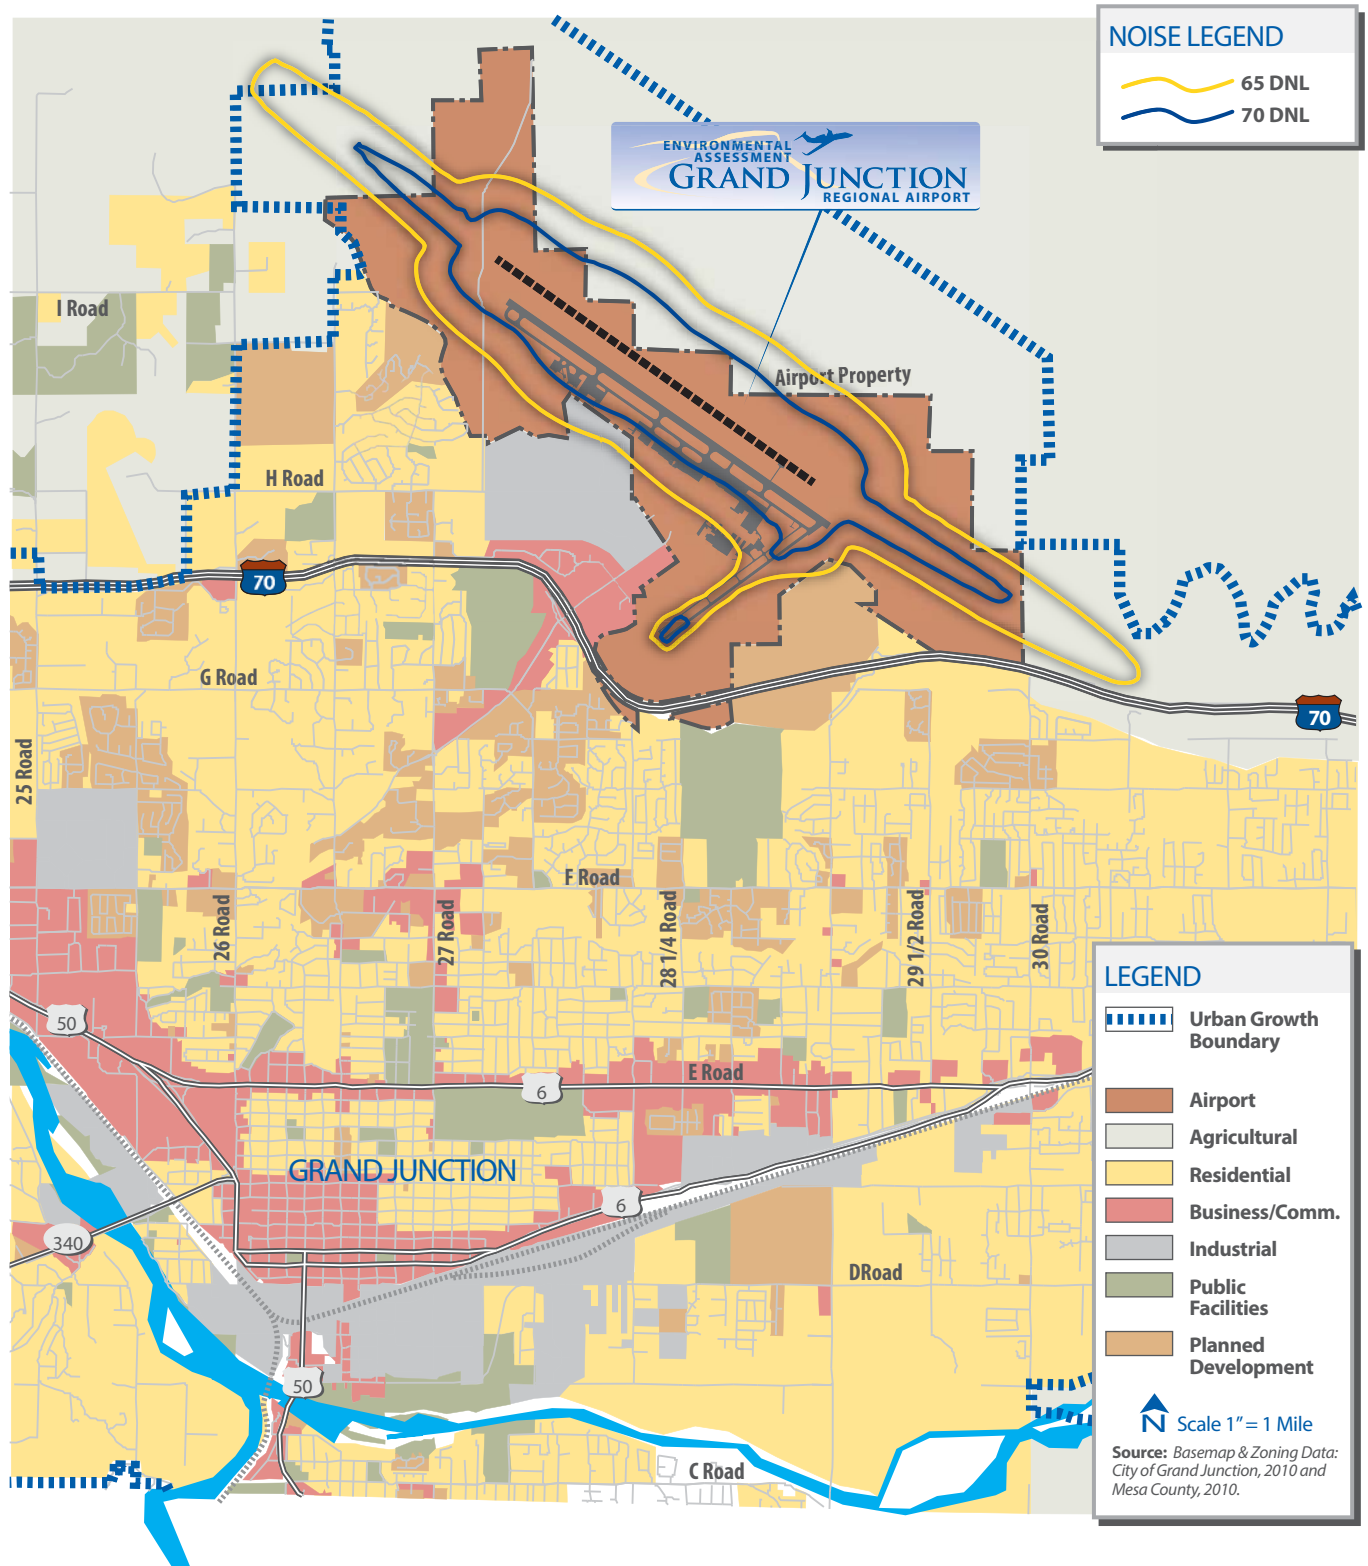 NOISE LEGEND
65 DNL
70 DNL
ENVIRONMENTAL
ASSESSMENT
GRAND JUNCTION
REGIONAL AIRPORT
I Road
Airport Property
H Road
70
G Road
70
25 Road
F Road
26 Road
27 Road
28 1/4 Road
29 1/2 Road
30 Road
50
E Road
6
GRAND JUNCTION
6
340
DRoad
50
C Road
LEGEND
Urban Growth
Boundary
Airport
Agricultural
Residential
Business/Comm.
Industrial
Public
Facilities
Planned
Development
N Scale 1” = 1 Mile
Source: Basemap & Zoning Data:
City of Grand Junction, 2010 and
Mesa County, 2010.